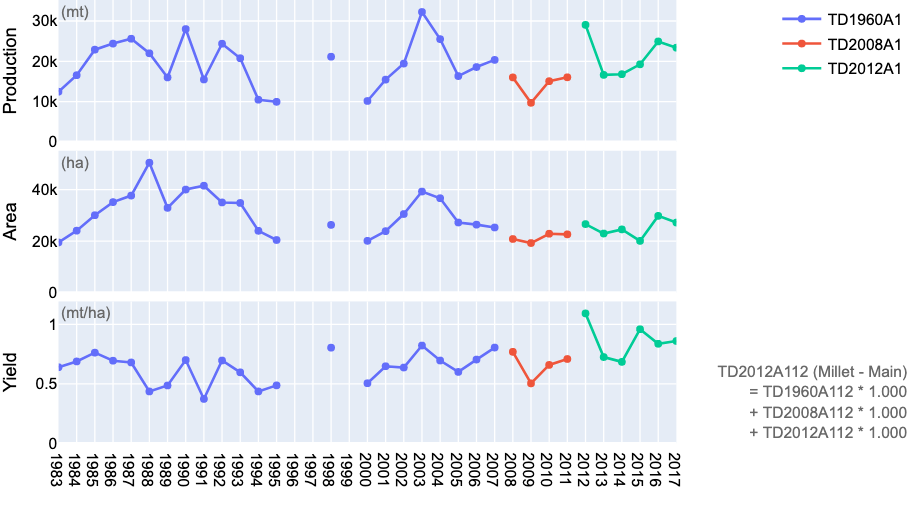 Production
(mt)
30k
20k
10k
0
TD1960A1
TD2008A1
TD2012A1
Area
(ha)
40k
20k
0
Yield
(mt/ha)
1
0.5
0
TD2012A112 (Millet - Main)
= TD1960A112 * 1.000
+ TD2008A112 * 1.000
+ TD2012A112 * 1.000
1983
1984
1985
1986
1987
1988
1989
1990
1991
1992
1993
1994
1995
1996
1997
1998
1999
2000
2001
2002
2003
2004
2005
2006
2007
2008
2009
2010
2011
2012
2013
2014
2015
2016
2017